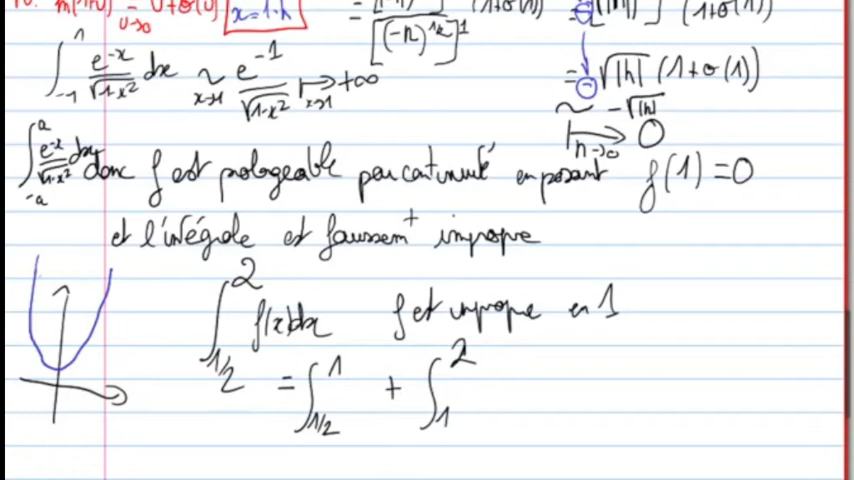 x=1-h
∫_{-1}^{1} e^{-x}/√(1-x²) dx ~_{x→1} e^{-1}/√(1-x²) ↦_{x→1} +∞
= ⊖ √|h| (1+o(1))
~ -√|h|
↦_{h→0} 0
∫_{-a}^{a} e^{-x}/√(1-x²) dx donc f est prologeable par continuité en posant f(1)=0
et l'intégrale est faussem^t impropre
∫_{1/2}^{2} f(x)dx f est impropre en 1
= ∫_{1/2}^{1} + ∫_{1}^{2}